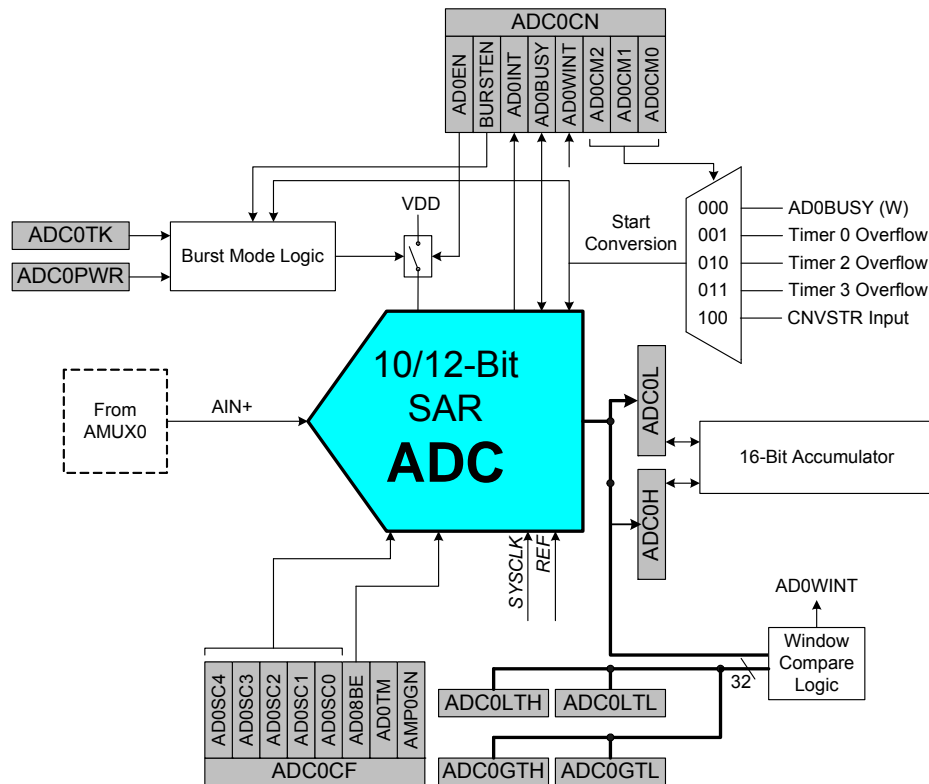 ADC0CN
AD0EN
BURSTEN
AD0INT
AD0BUSY
AD0WINT
AD0CM2
AD0CM1
AD0CM0
VDD
Start
Conversion
000
AD0BUSY (W)
001
Timer 0 Overflow
010
Timer 2 Overflow
011
Timer 3 Overflow
100
CNVSTR Input
ADC0TK
ADC0PWR
Burst Mode Logic
From
AMUX0
AIN+
10/12-Bit
SAR
ADC
ADC0L
ADC0H
16-Bit Accumulator
SYSCLK
REF
AD0WINT
Window
Compare
Logic
32
AD0SC4
AD0SC3
AD0SC2
AD0SC1
AD0SC0
AD08BE
AD0TM
AMP0GN
ADC0CF
ADC0LTH
ADC0LTL
ADC0GTH
ADC0GTL